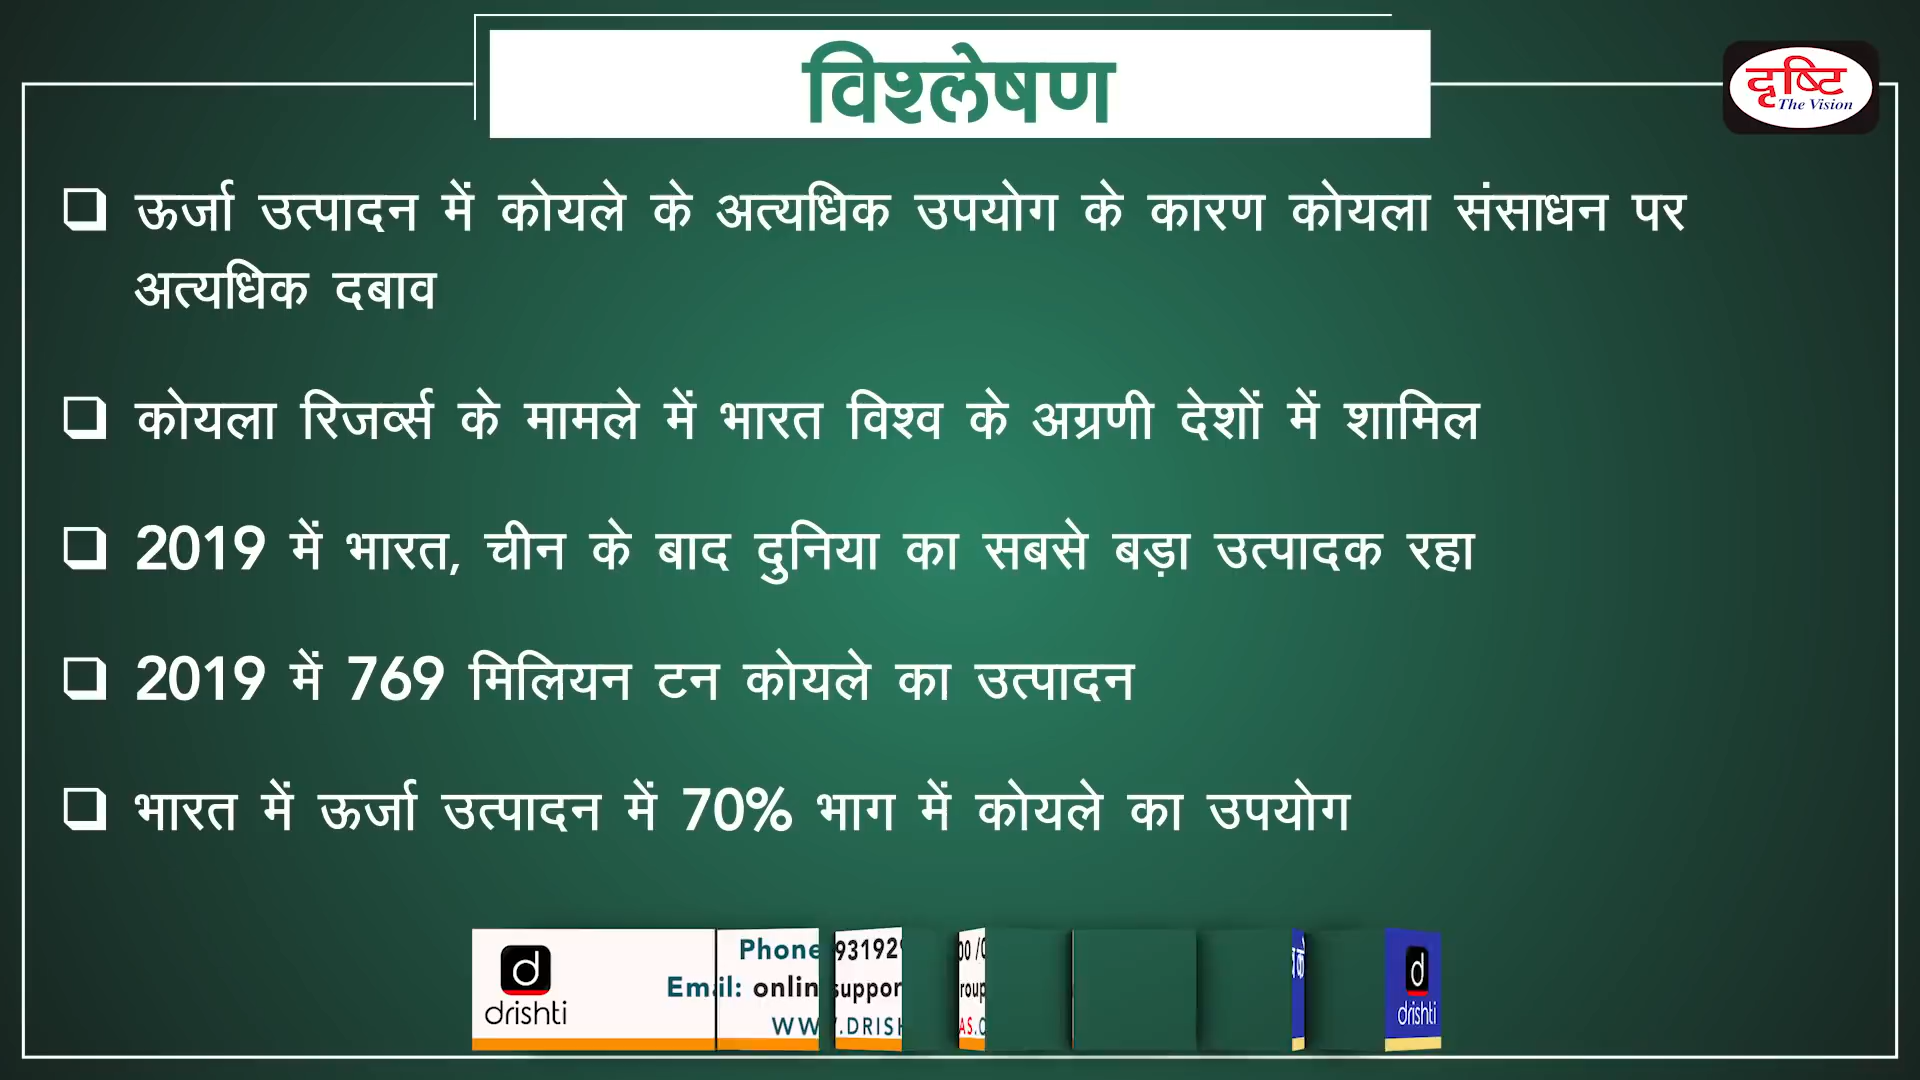 विश्लेषण
दृष्टि
The Vision
ऊर्जा उत्पादन में कोयले के अत्यधिक उपयोग के कारण कोयला संसाधन पर
अत्यधिक दबाव
कोयला रिजर्व्स के मामले में भारत विश्व के अग्रणी देशों में शामिल
2019 में भारत, चीन के बाद दुनिया का सबसे बड़ा उत्पादक रहा
2019 में 769 मिलियन टन कोयले का उत्पादन
भारत में ऊर्जा उत्पादन में 70% भाग में कोयले का उपयोग
drishti
Phone
Email:
drishti